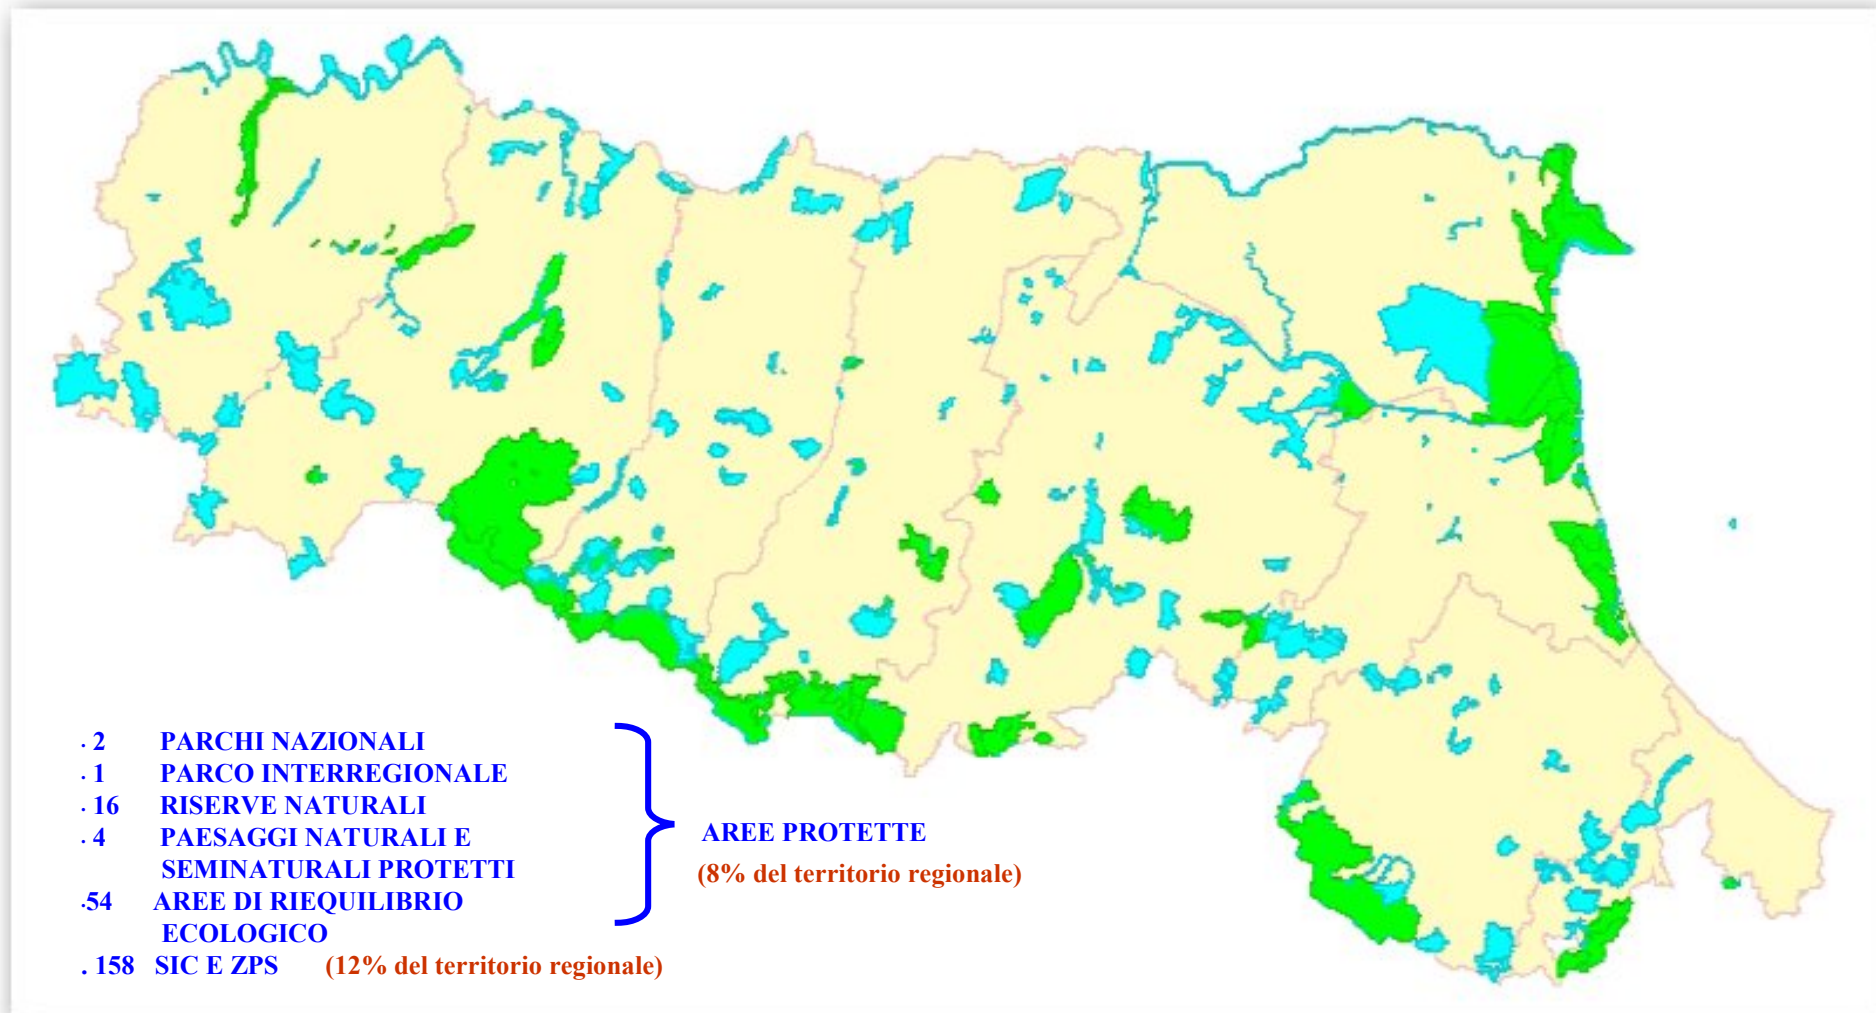 . 2 PARCHI NAZIONALI
. 1 PARCO INTERREGIONALE
. 16 RISERVE NATURALI
. 4 PAESAGGI NATURALI E
SEMINATURALI PROTETTI
.54 AREE DI RIEQUILIBRIO
ECOLOGICO
. 158 SIC E ZPS (12% del territorio regionale)
AREE PROTETTE
(8% del territorio regionale)